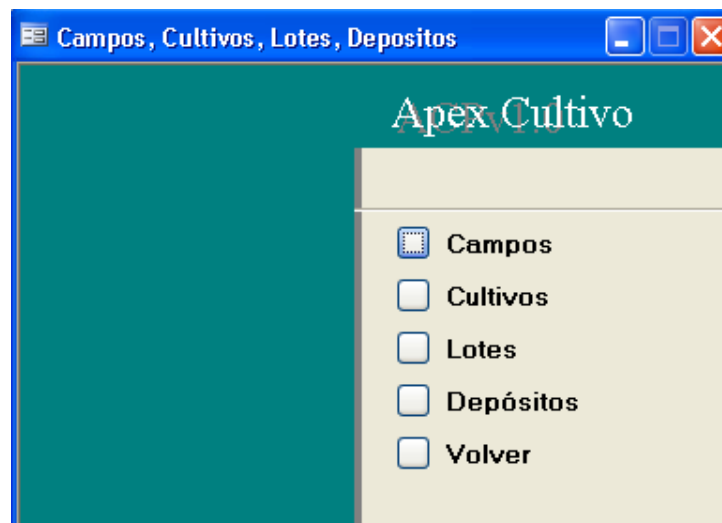 Campos, Cultivos, Lotes, Depositos
Apex Cultivo
Campos
Cultivos
Lotes
Depósitos
Volver